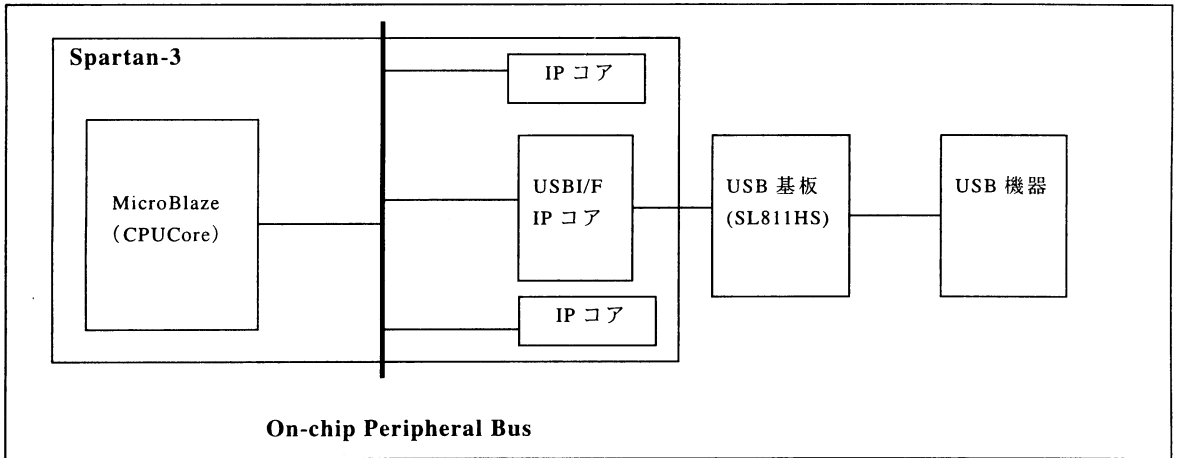 Spartan-3
IP コア
MicroBlaze
（CPUCore）
USBI/F
IP コア
USB 基板
(SL811HS)
USB 機器
IP コア
On-chip Peripheral Bus